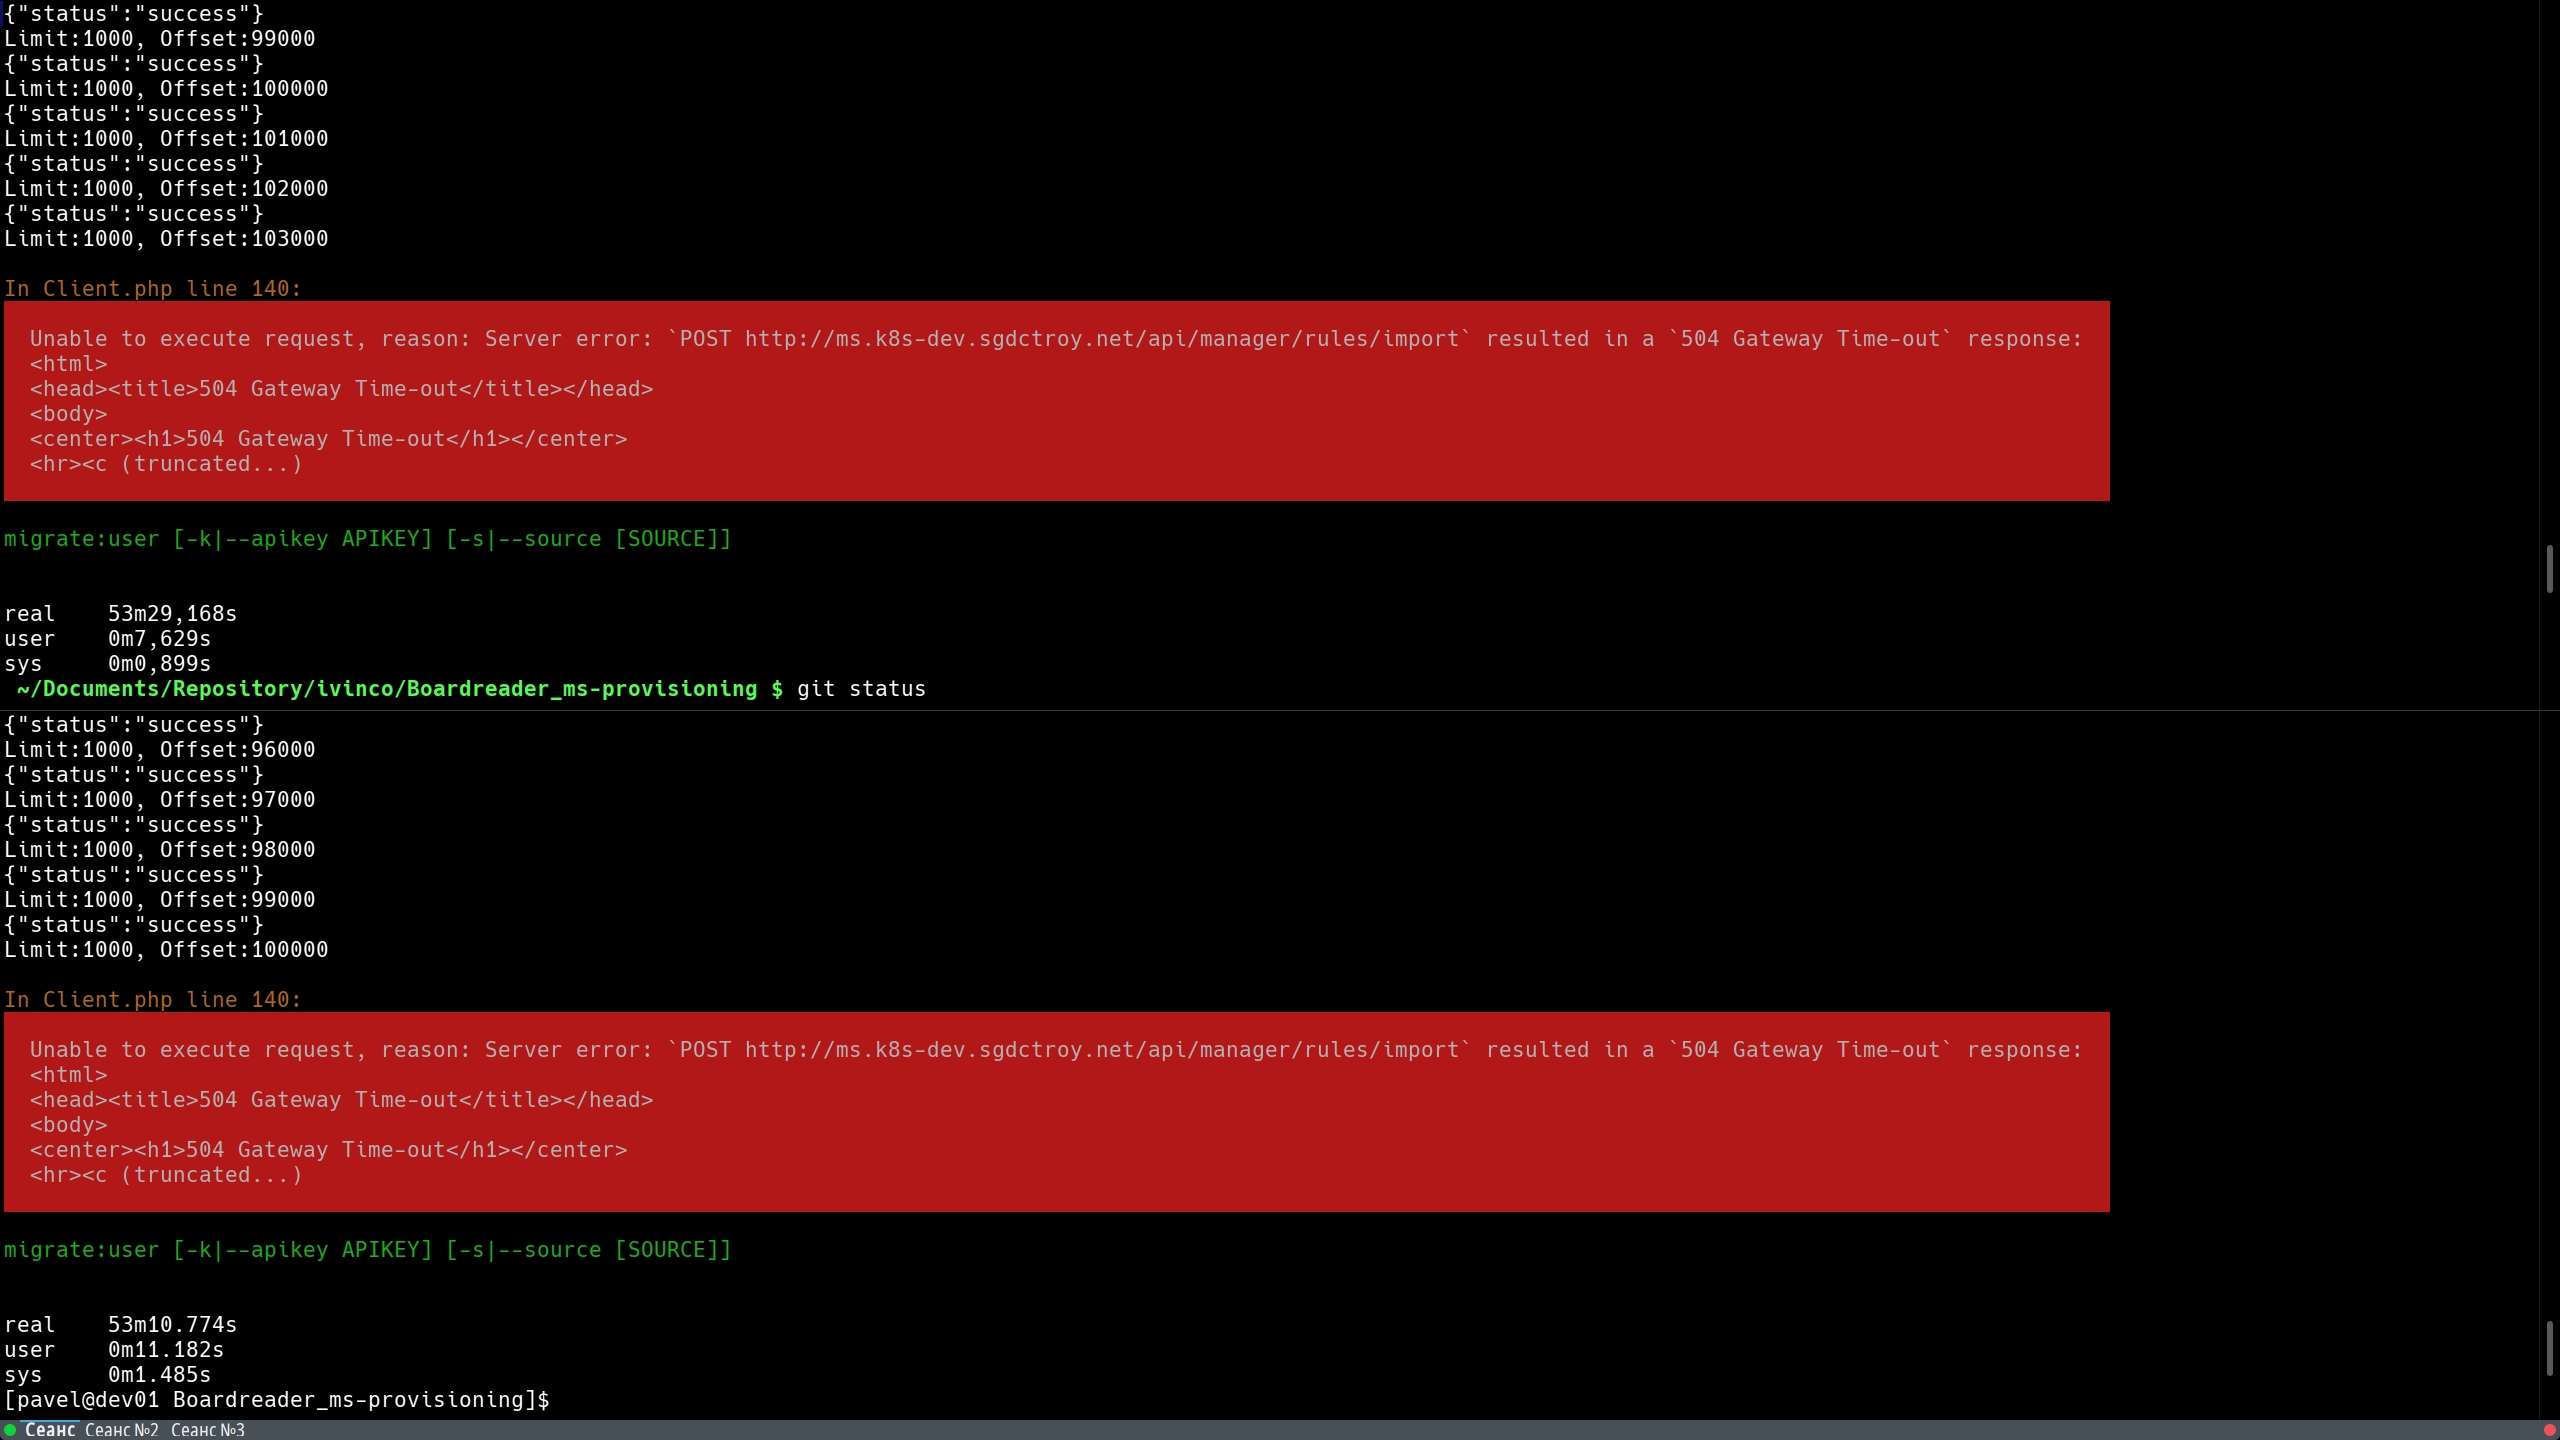 {"status":"success"}
Limit:1000, Offset:99000
{"status":"success"}
Limit:1000, Offset:100000
{"status":"success"}
Limit:1000, Offset:101000
{"status":"success"}
Limit:1000, Offset:102000
{"status":"success"}
Limit:1000, Offset:103000
In Client.php line 140:
Unable to execute request, reason: Server error: `POST http://ms.k8s-dev.sgdctroy.net/api/manager/rules/import` resulted in a `504 Gateway Time-out` response:
<html>
<head><title>504 Gateway Time-out</title></head>
<body>
<center><h1>504 Gateway Time-out</h1></center>
<hr><c (truncated...)
migrate:user [-k|--apikey APIKEY] [-s|--source [SOURCE]]
real    53m29,168s
user    0m7,629s
sys     0m0,899s
~/Documents/Repository/ivinco/Boardreader_ms-provisioning $ git status
{"status":"success"}
Limit:1000, Offset:96000
{"status":"success"}
Limit:1000, Offset:97000
{"status":"success"}
Limit:1000, Offset:98000
{"status":"success"}
Limit:1000, Offset:99000
{"status":"success"}
Limit:1000, Offset:100000
In Client.php line 140:
Unable to execute request, reason: Server error: `POST http://ms.k8s-dev.sgdctroy.net/api/manager/rules/import` resulted in a `504 Gateway Time-out` response:
<html>
<head><title>504 Gateway Time-out</title></head>
<body>
<center><h1>504 Gateway Time-out</h1></center>
<hr><c (truncated...)
migrate:user [-k|--apikey APIKEY] [-s|--source [SOURCE]]
real    53m10.774s
user    0m11.182s
sys     0m1.485s
[pavel@dev01 Boardreader_ms-provisioning]$
Сеанс Сеанс №2 Сеанс №3